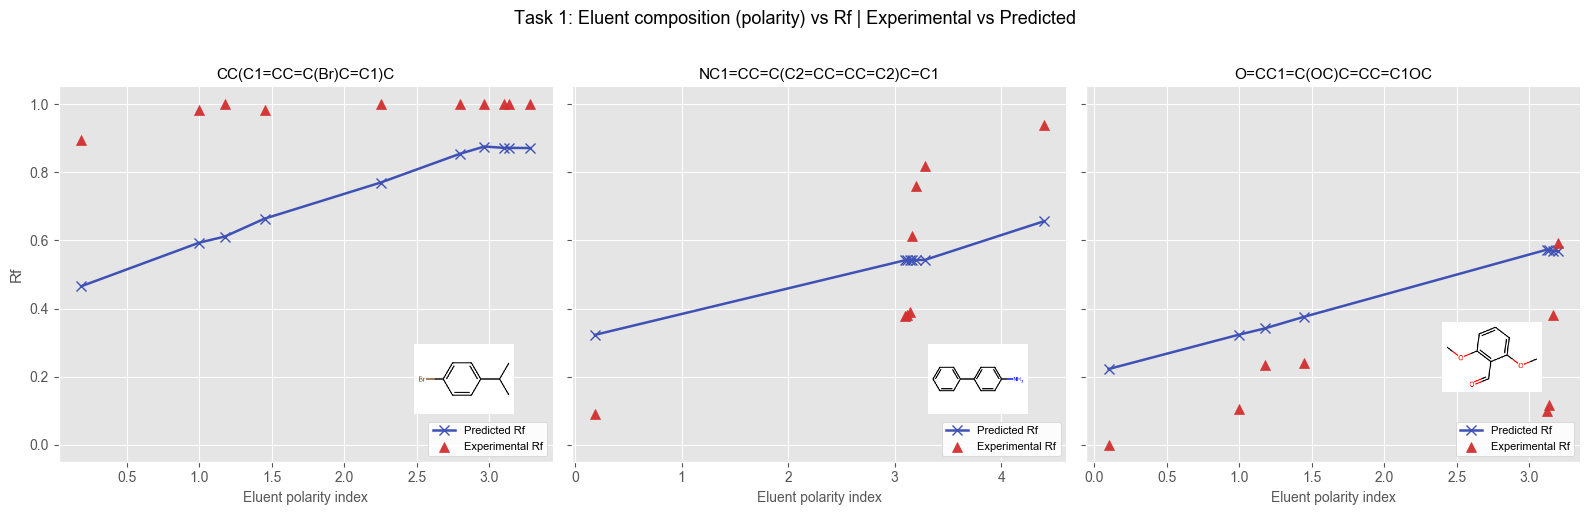 Task 1: Eluent composition (polarity) vs Rf | Experimental vs Predicted
CC(C1=CC=C(Br)C=C1)C
Rf
1.0
0.8
0.6
0.4
0.2
0.0
Br
Predicted Rf
Experimental Rf
0.5 1.0 1.5 2.0 2.5 3.0
Eluent polarity index
NC1=CC=C(C2=CC=CC=C2)C=C1
NH2
Predicted Rf
Experimental Rf
0 1 2 3 4
Eluent polarity index
O=CC1=C(OC)C=CC=C1OC
O
O
O
Predicted Rf
Experimental Rf
0.0 0.5 1.0 1.5 2.0 2.5 3.0
Eluent polarity index